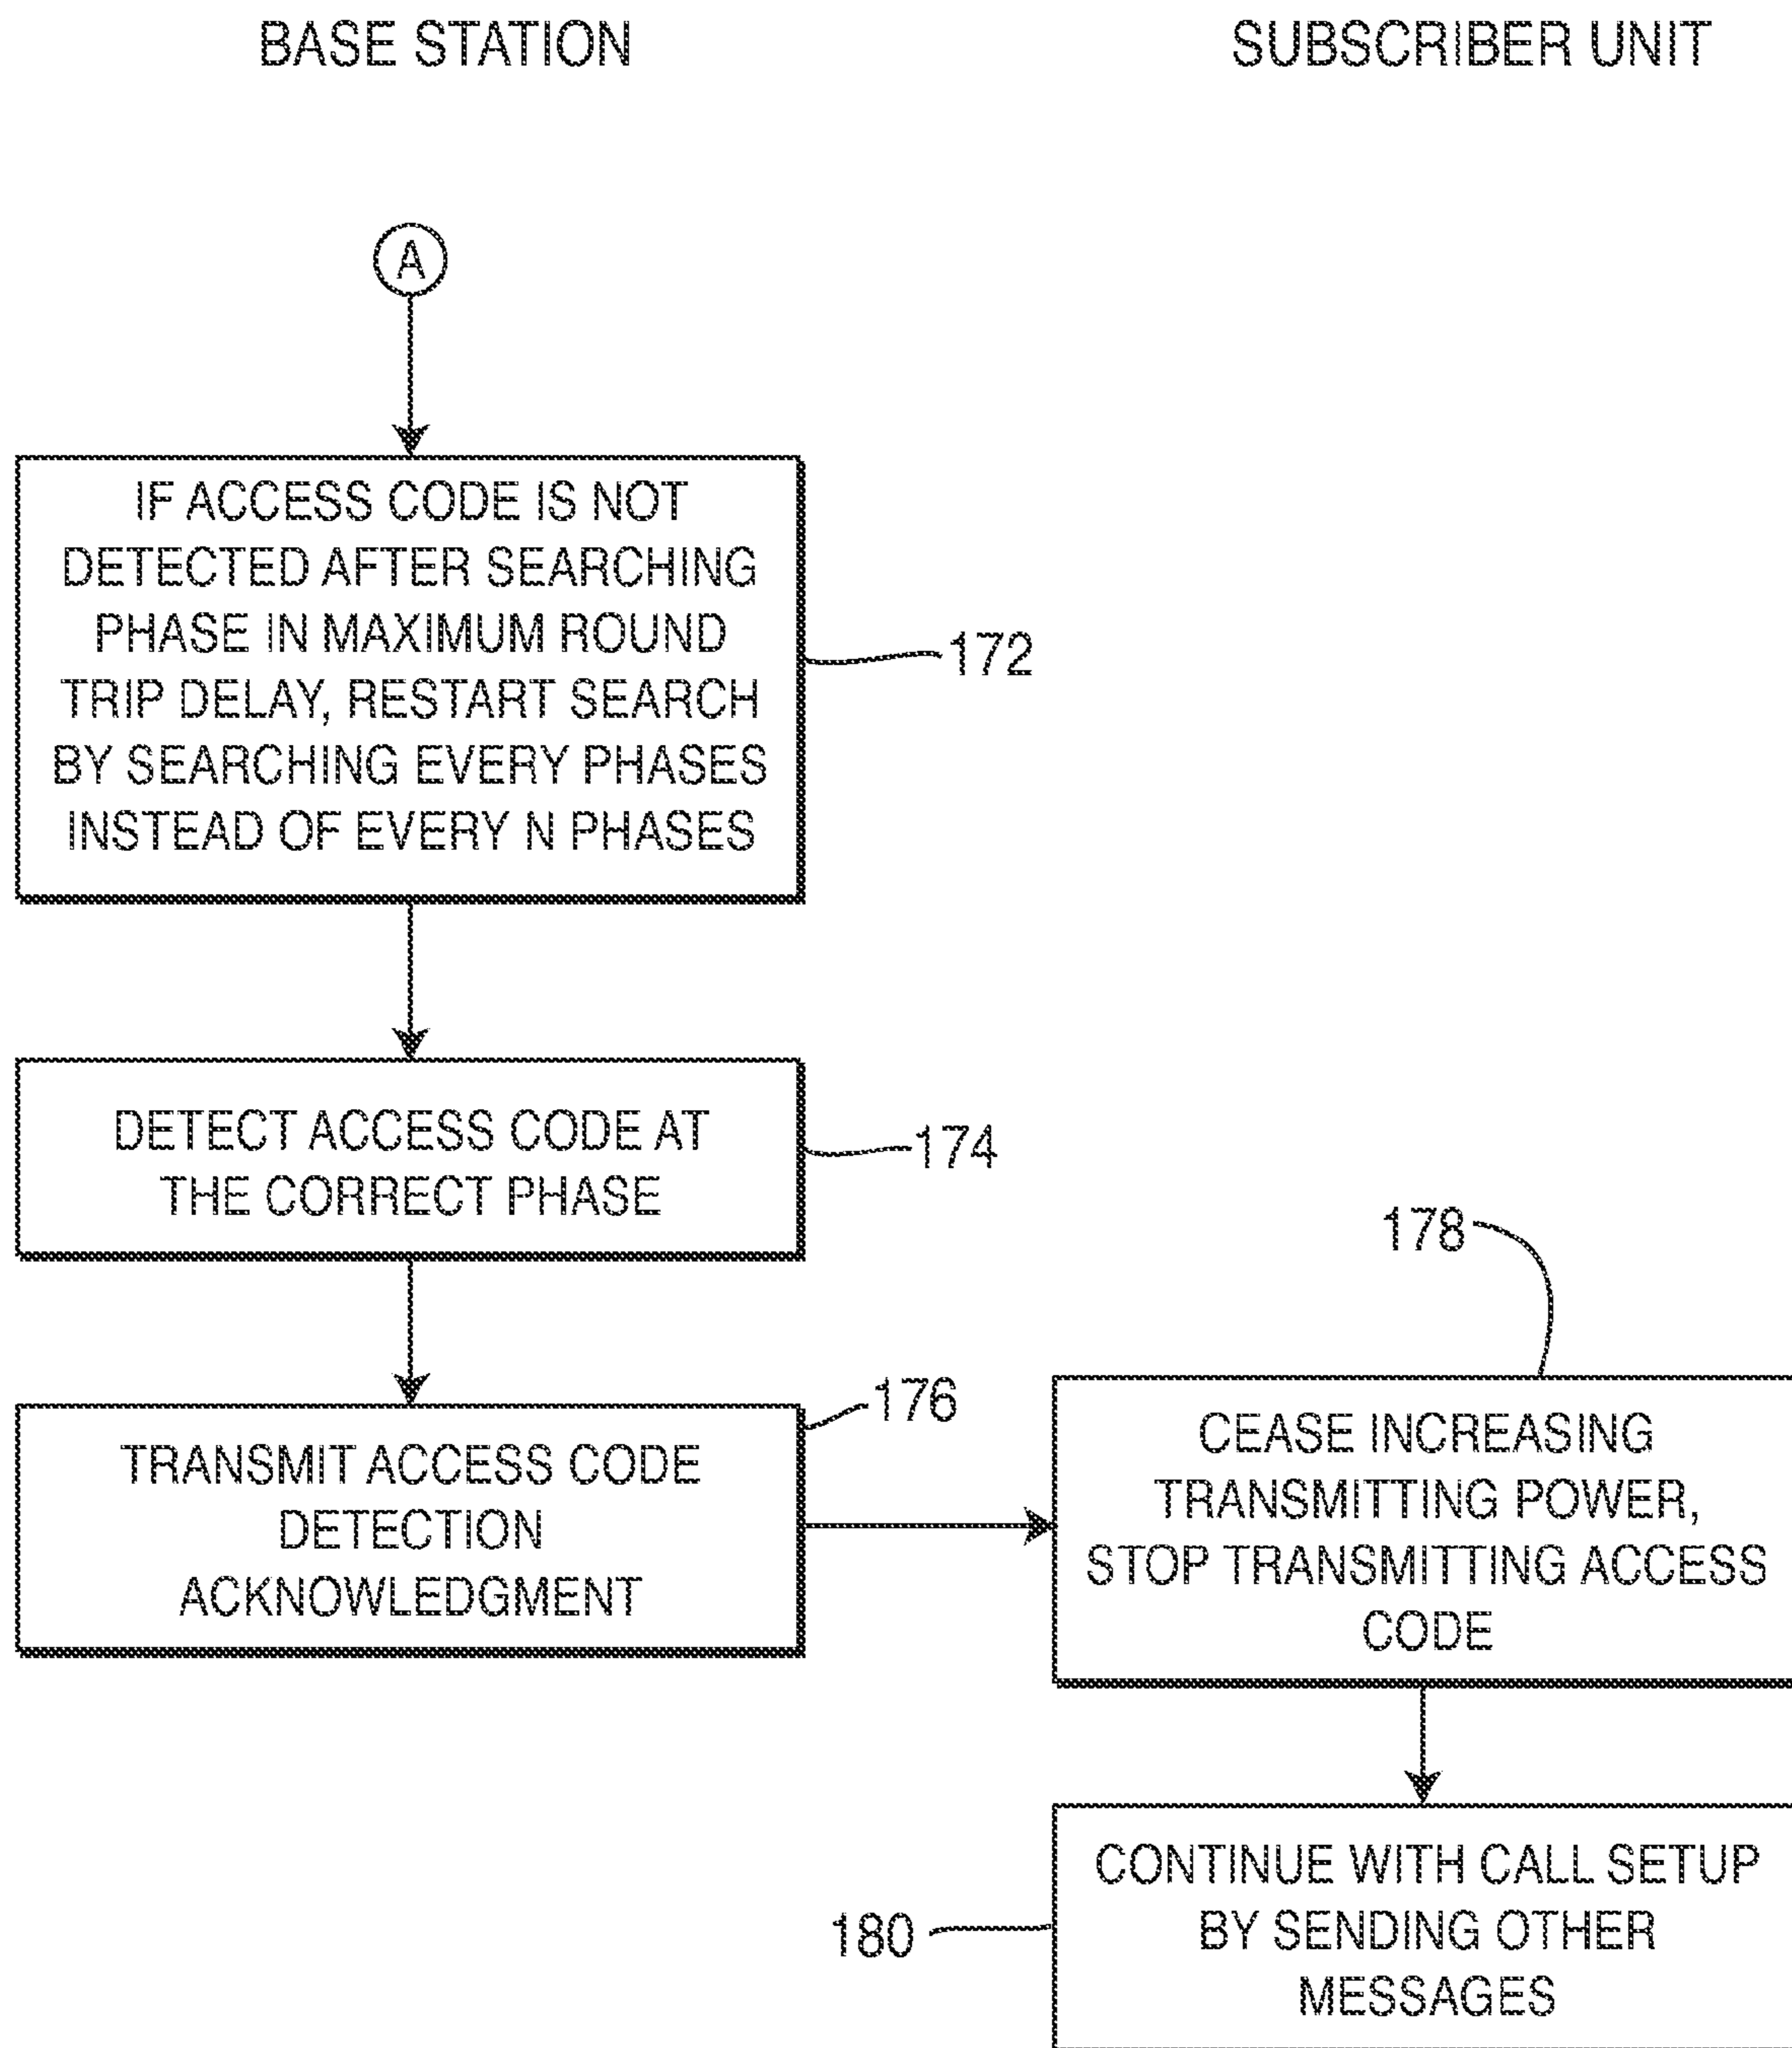 BASE STATION
SUBSCRIBER UNIT
A
IF ACCESS CODE IS NOT
DETECTED AFTER SEARCHING
PHASE IN MAXIMUM ROUND
TRIP DELAY, RESTART SEARCH
BY SEARCHING EVERY PHASES
INSTEAD OF EVERY N PHASES
172
DETECT ACCESS CODE AT
THE CORRECT PHASE
174
TRANSMIT ACCESS CODE
DETECTION
ACKNOWLEDGMENT
176
178
CEASE INCREASING
TRANSMITTING POWER,
STOP TRANSMITTING ACCESS
CODE
CONTINUE WITH CALL SETUP
BY SENDING OTHER
MESSAGES
180